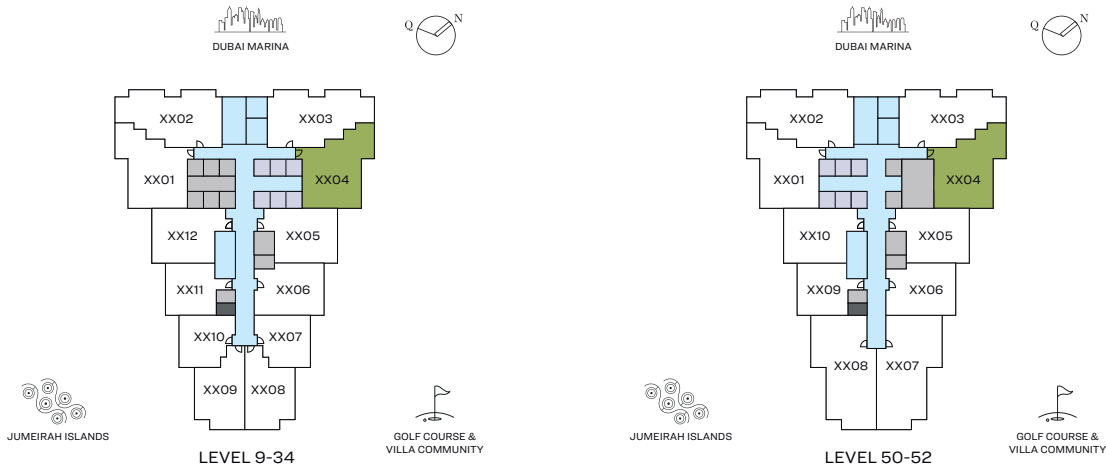 DUBAI MARINA
Q N
XX02
XX03
XX01
XX04
XX12
XX05
XX11
XX06
XX10
XX07
XX09
XX08
JUMEIRAH ISLANDS
GOLF COURSE &
VILLA COMMUNITY
LEVEL 9-34
DUBAI MARINA
Q N
XX02
XX03
XX01
XX04
XX10
XX05
XX09
XX06
XX08
XX07
JUMEIRAH ISLANDS
GOLF COURSE &
VILLA COMMUNITY
LEVEL 50-52